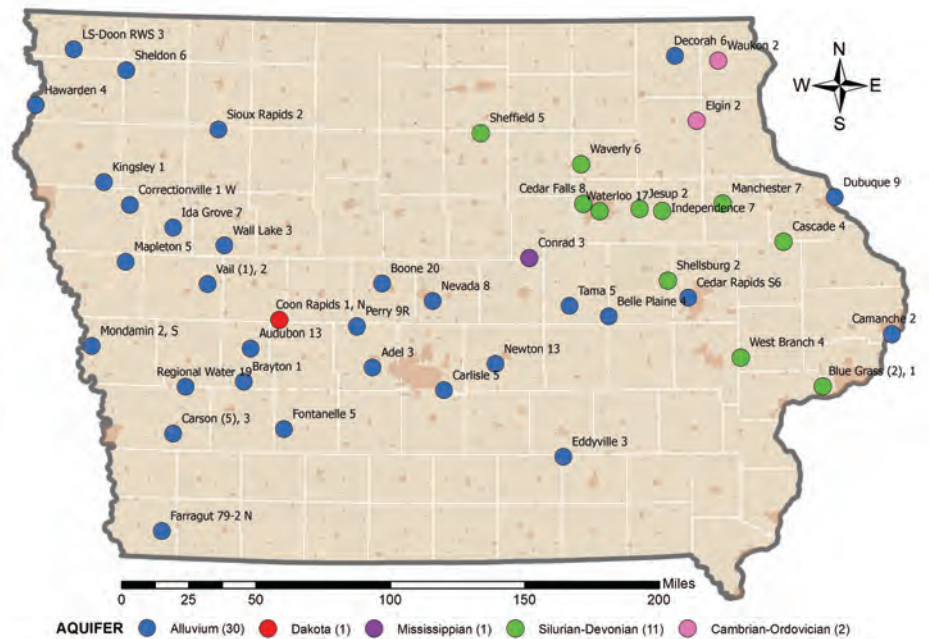 LS-Doon RWS 3
Decorah 6
Waukon 2
Sheldon 6
N
W
E
S
Hawarden 4
Sioux Rapids 2
Elgin 2
Sheffield 5
Waverly 6
Kingsley 1
Correctionville 1 W
Cedar Falls 8
Waterloo 17
Jesup 2
Manchester 7
Dubuque 9
Independence 7
Ida Grove 7
Wall Lake 3
Cascade 4
Mapleton 5
Conrad 3
Vail (1), 2
Boone 20
Shellsburg 2
Nevada 8
Cedar Rapids S6
Tama 5
Belle Plaine 4
Coon Rapids 1, N
Perry 9R
Camanche 2
Mondamin 2, S
Audubon 13
West Branch 4
Adel 3
Newton 13
Regional Water 19
Brayton 1
Carlisle 5
Blue Grass (2), 1
Carson (5), 3
Fontanelle 5
Eddyville 3
Farragut 79-2 N
Miles
0 25 50 100 150 200
AQUIFER Alluvium (30) Dakota (1) Mississippian (1) Silurian-Devonian (11) Cambrian-Ordovician (2)